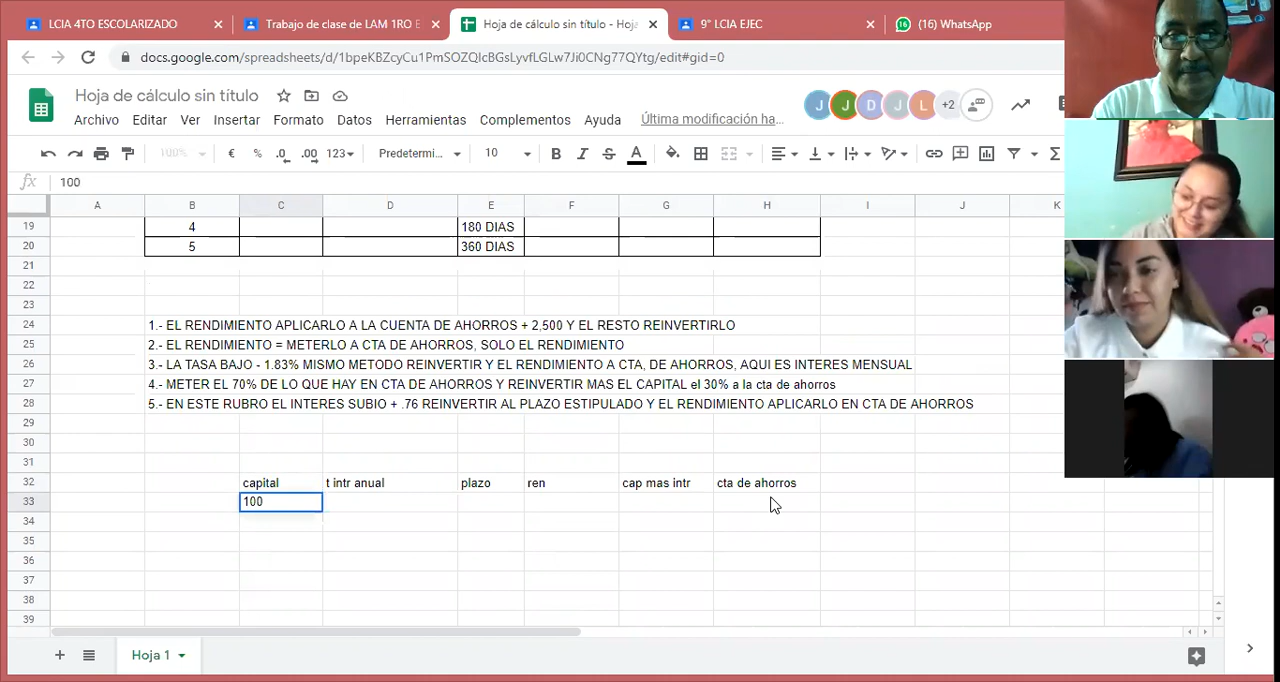 LCIA 4TO ESCOLARIZADO
Trabajo de clase de LAM 1RO E
Hoja de cálculo sin título - Hoja
9° LCIA EJEC
(16) WhatsApp
docs.google.com/spreadsheets/d/1bpeKBZcyCu1PmSOZQIcBGsLyvfLGLw7Ji0CNg77QYtg/edit#gid=0
Hoja de cálculo sin título
J J D J L +2
Archivo Editar Ver Insertar Formato Datos Herramientas Complementos Ayuda Última modificación ha...
100% € % .0 .00 123 Predetermi... 10 B I S A Σ
fx 100
A B C D E F G H I J K
19 4 180 DIAS
20 5 360 DIAS
21
22
23
24 1.- EL RENDIMIENTO APLICARLO A LA CUENTA DE AHORROS + 2,500 Y EL RESTO REINVERTIRLO
25 2.- EL RENDIMIENTO = METERLO A CTA DE AHORROS, SOLO EL RENDIMIENTO
26 3.- LA TASA BAJO - 1.83% MISMO METODO REINVERTIR Y EL RENDIMIENTO A CTA, DE AHORROS, AQUI ES INTERES MENSUAL
27 4.- METER EL 70% DE LO QUE HAY EN CTA DE AHORROS Y REINVERTIR MAS EL CAPITAL el 30% a la cta de ahorros
28 5.- EN ESTE RUBRO EL INTERES SUBIO + .76 REINVERTIR AL PLAZO ESTIPULADO Y EL RENDIMIENTO APLICARLO EN CTA DE AHORROS
29
30
31
32 capital t intr anual plazo ren cap mas intr cta de ahorros
33 100
34
35
36
37
38
39
Hoja 1